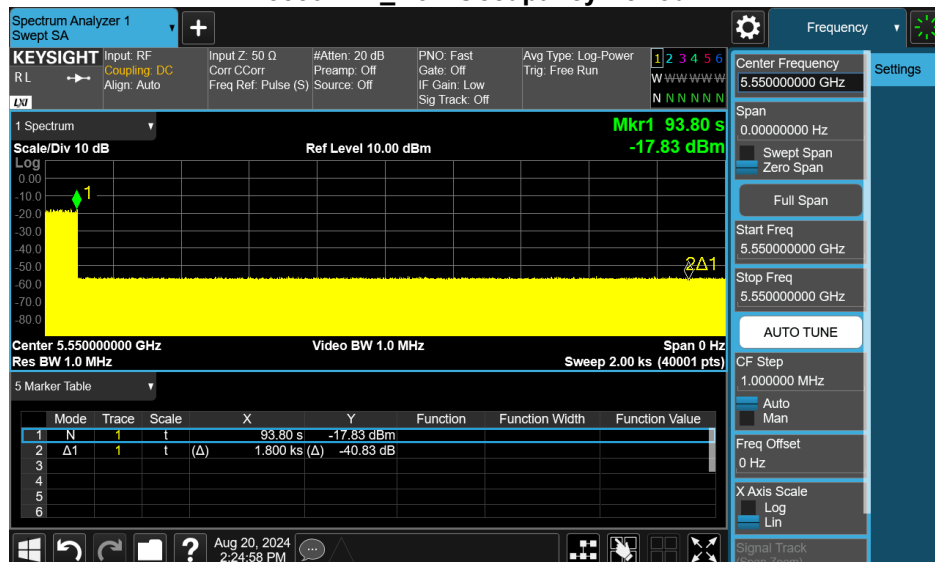 Spectrum Analyzer 1
Swept SA
Frequency
KEYSIGHT
Input: RF
Coupling: DC
Align: Auto
Input Z: 50 Ω
Corr CCorr
Freq Ref: Pulse (S)
#Atten: 20 dB
Preamp: Off
Source: Off
PNO: Fast
Gate: Off
IF Gain: Low
Sig Track: Off
Avg Type: Log-Power
Trig: Free Run
1 2 3 4 5 6
W W W W W W
N N N N N N
R L
LXI
1 Spectrum
Mkr1 93.80 s
-17.83 dBm
Scale/Div 10 dB
Ref Level 10.00 dBm
Log
0.00
-10.0
-20.0
-30.0
-40.0
-50.0
-60.0
-70.0
-80.0
1
2Δ1
Center 5.550000000 GHz
Video BW 1.0 MHz
Span 0 Hz
Res BW 1.0 MHz
Sweep 2.00 ks (40001 pts)
5 Marker Table
Mode Trace Scale X Y Function Function Width Function Value
1 N 1 t 93.80 s -17.83 dBm
2 Δ1 1 t (Δ) 1.800 ks (Δ) -40.83 dB
3
4
5
6
Aug 20, 2024
2:24:58 PM
Center Frequency
5.550000000 GHz
Settings
Span
0.00000000 Hz
Swept Span
Zero Span
Full Span
Start Freq
5.550000000 GHz
Stop Freq
5.550000000 GHz
AUTO TUNE
CF Step
1.000000 MHz
Auto
Man
Freq Offset
0 Hz
X Axis Scale
Log
Lin
Signal Track
(Span Zoom)